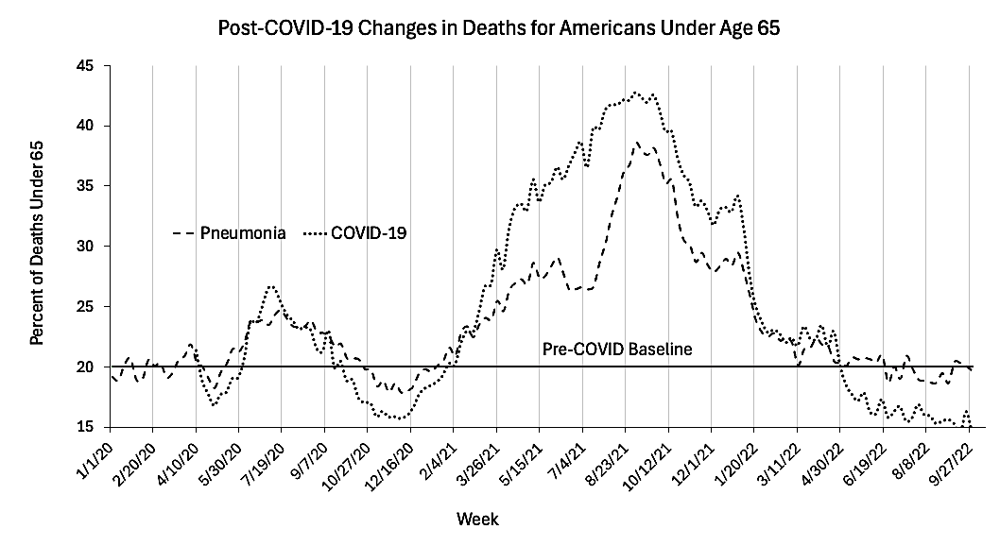 Post-COVID-19 Changes in Deaths for Americans Under Age 65
45
40
35
30
25
20
15
Percent of Deaths Under 65
Pneumonia COVID-19
Pre-COVID Baseline
1/1/20 2/20/20 4/10/20 5/30/20 7/19/20 9/7/20 10/27/20 12/16/20 2/4/21 3/26/21 5/15/21 7/4/21 8/23/21 10/12/21 12/1/21 1/20/22 3/11/22 4/30/22 6/19/22 8/8/22 9/27/22
Week